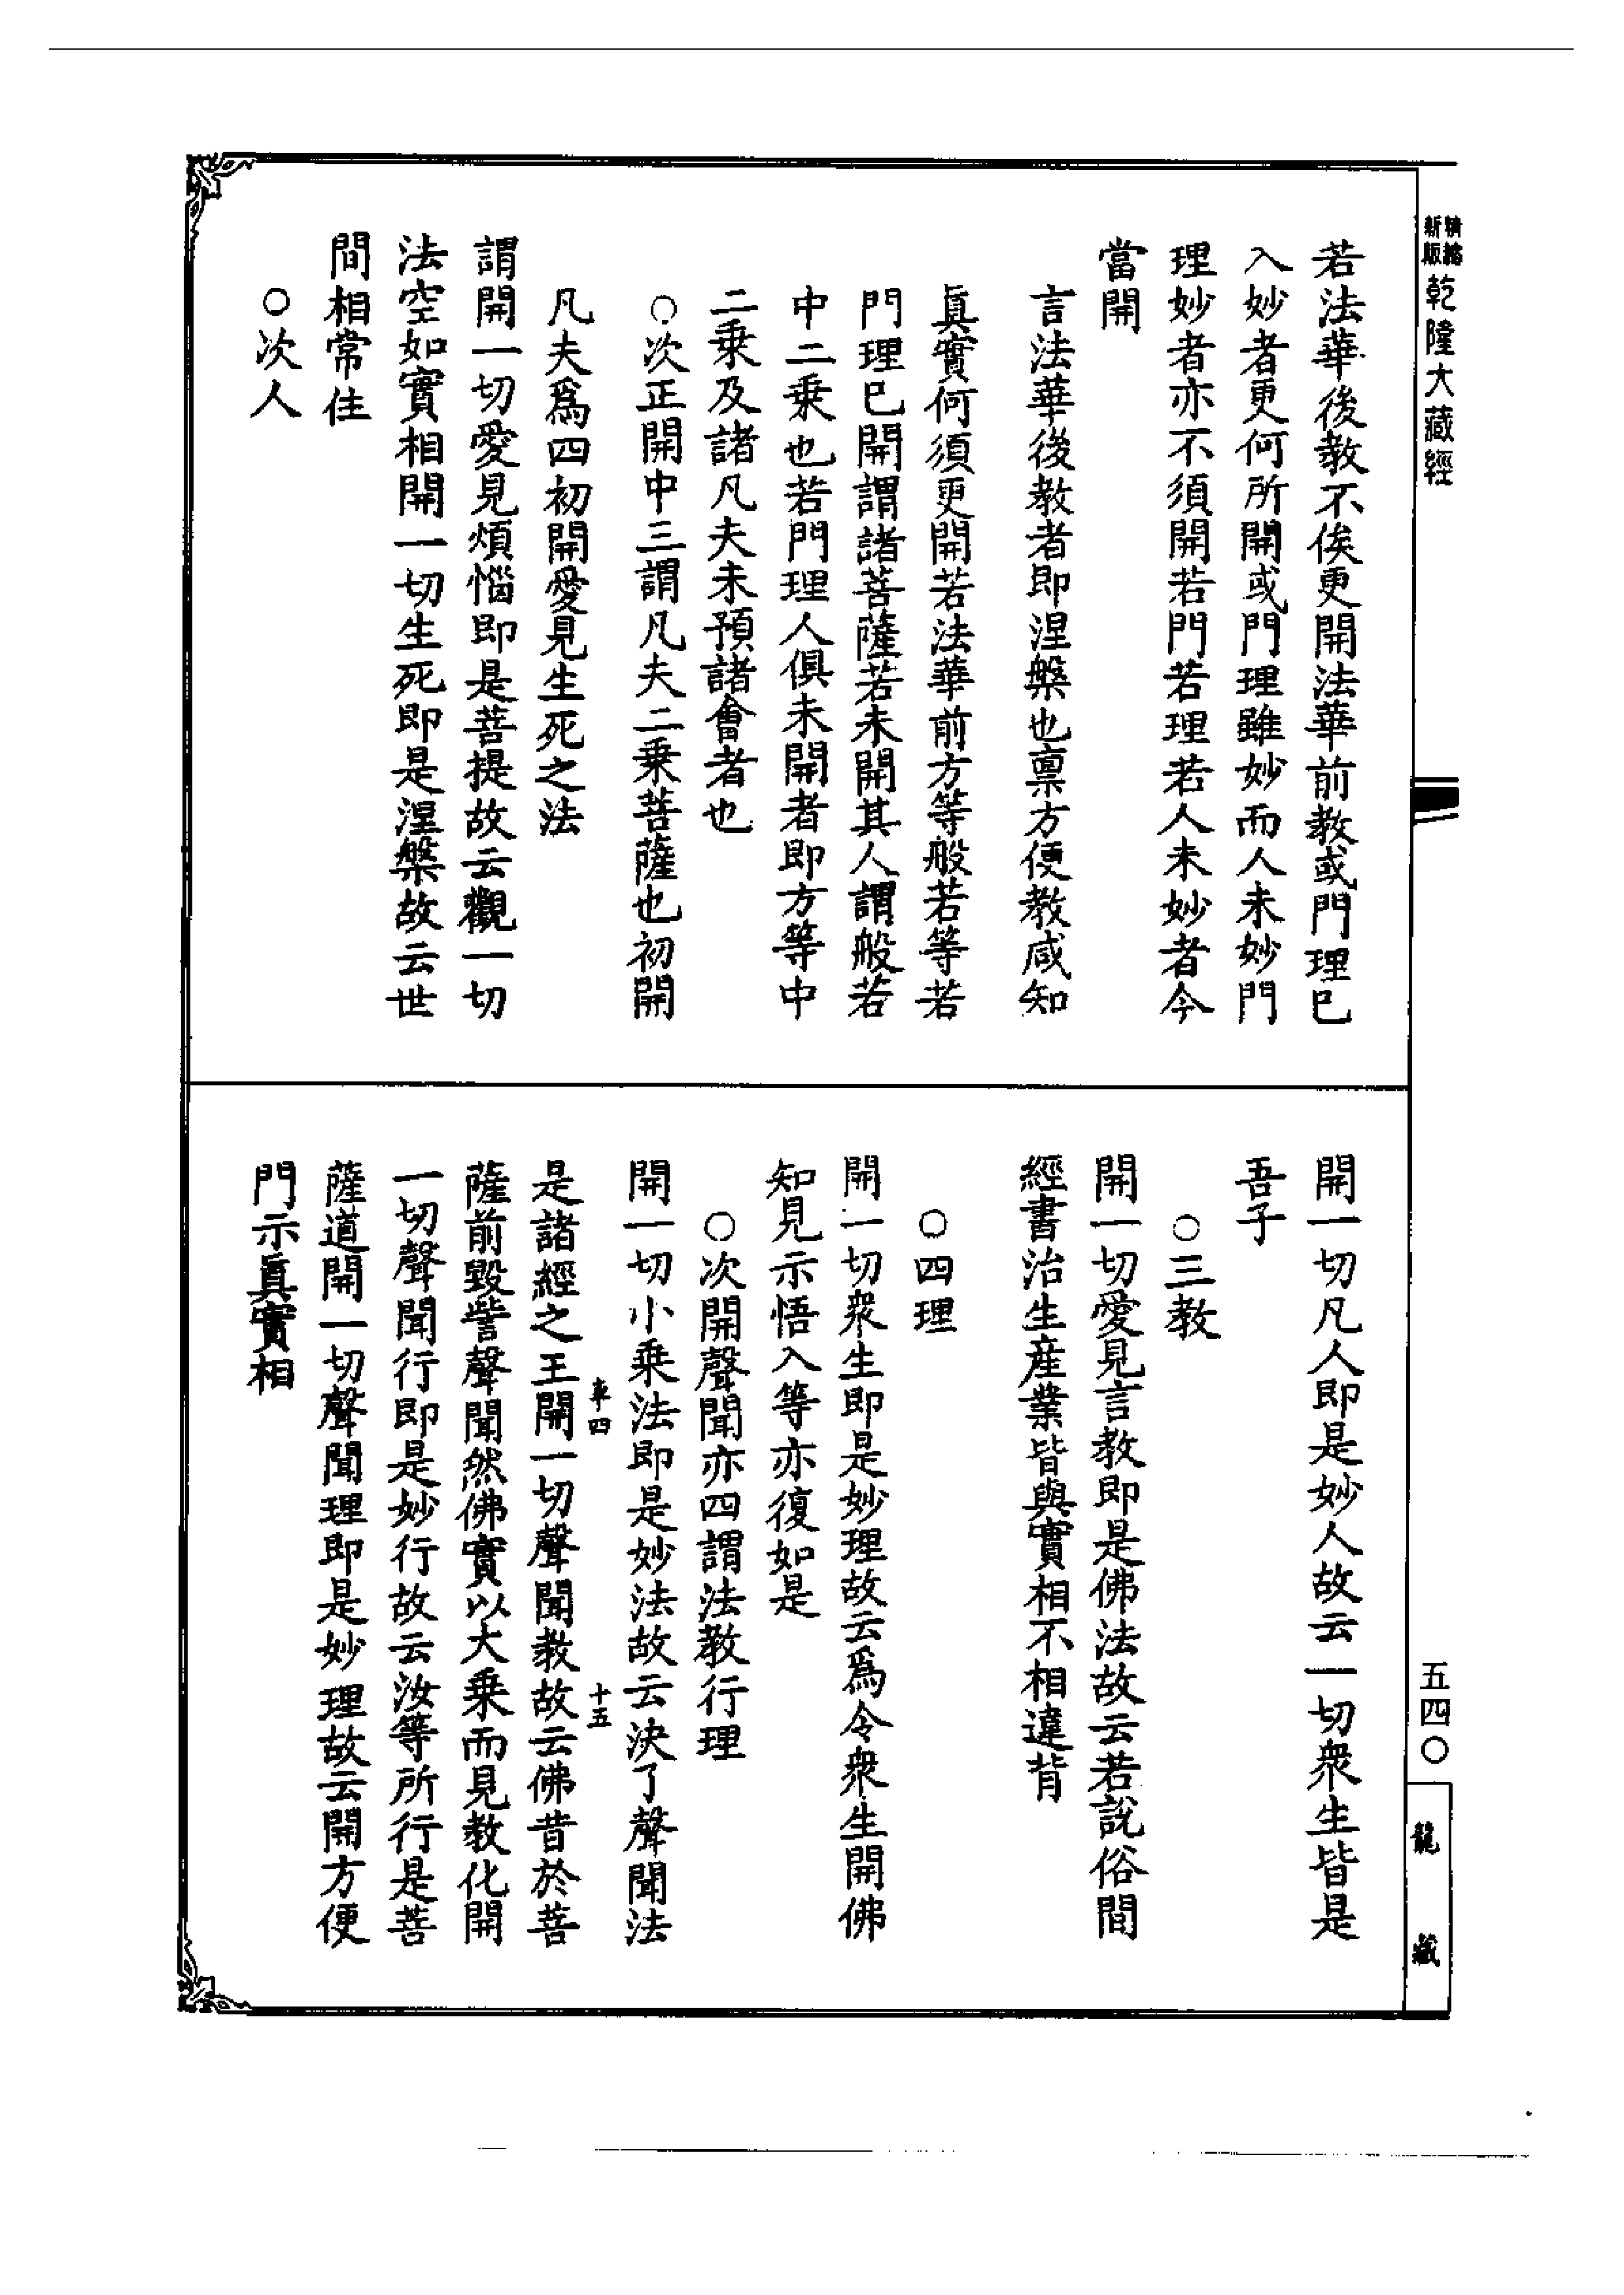 精縮新版
乾隆大藏經
若法華後教不俟更開法華前教或門理已
入妙者更何所開或門理雖妙而人未妙門
理妙者亦不須開若門若理若人未妙者今
當開
言法華後教者即涅槃也稟方便教咸知
眞實何須更開若法華前方等般若等若
門理已開謂諸菩薩若未開其人謂般若
中二乘也若門理人俱未開者即方等中
二乘及諸凡夫未預諸會者也
○次正開中三謂凡夫二乘菩薩也初開
凡夫爲四初開愛見生死之法
謂開一切愛見煩惱即是菩提故云觀一切
法空如實相開一切生死即是涅槃故云世
間相常住
○次人
開一切凡人即是妙人故云一切衆生皆是
吾子
○三教
開一切愛見言教即是佛法故云若說俗間
經書治生産業皆與實相不相違背
○四理
開一切衆生即是妙理故云爲令衆生開佛
知見示悟入等亦復如是
○次開聲聞亦四謂法教行理
開一切小乘法即是妙法故云決了聲聞法
車四
十五
是諸經之王開一切聲聞教故云佛昔於菩
薩前毀訾聲聞然佛實以大乘而見教化開
一切聲聞行即是妙行故云汝等所行是菩
薩道開一切聲聞理即是妙理故云開方便
門示眞實相
五四〇
龍藏